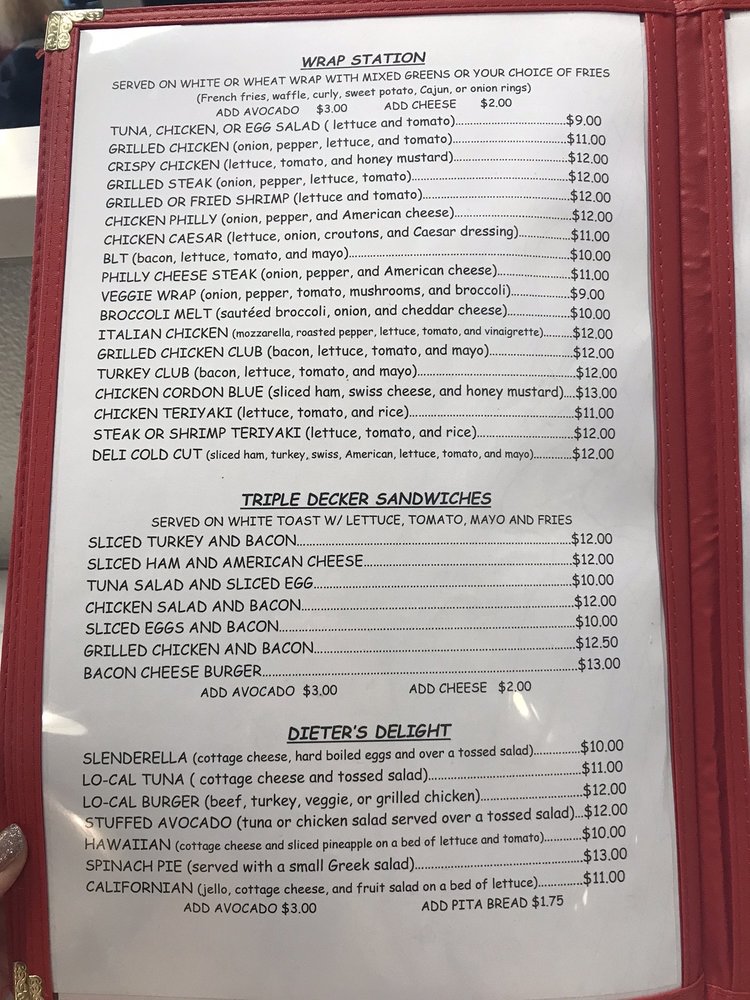 WRAP STATION
SERVED ON WHITE OR WHEAT WRAP WITH MIXED GREENS OR YOUR CHOICE OF FRIES
(French fries, waffle, curly, sweet potato, Cajun, or onion rings)
ADD AVOCADO $3.00 ADD CHEESE $2.00
TUNA, CHICKEN, OR EGG SALAD ( lettuce and tomato)..............................$9.00
GRILLED CHICKEN (onion, pepper, lettuce, and tomato)..............................$11.00
CRISPY CHICKEN (lettuce, tomato, and honey mustard)..............................$12.00
GRILLED STEAK (onion, pepper, lettuce, tomato)..............................$12.00
GRILLED OR FRIED SHRIMP (lettuce and tomato)..............................$12.00
CHICKEN PHILLY (onion, pepper, and American cheese)..............................$12.00
CHICKEN CAESAR (lettuce, onion, croutons, and Caesar dressing)..............$11.00
BLT (bacon, lettuce, tomato, and mayo)..............................$10.00
PHILLY CHEESE STEAK (onion, pepper, and American cheese)....................$11.00
VEGGIE WRAP (onion, pepper, tomato, mushrooms, and broccoli)................$9.00
BROCCOLI MELT (sautéed broccoli, onion, and cheddar cheese)................$10.00
ITALIAN CHICKEN (mozzarella, roasted pepper, lettuce, tomato, and vinaigrette).........$12.00
GRILLED CHICKEN CLUB (bacon, lettuce, tomato, and mayo)......................$12.00
TURKEY CLUB (bacon, lettuce, tomato, and mayo)..............................$12.00
CHICKEN CORDON BLUE (sliced ham, swiss cheese, and honey mustard)....$13.00
CHICKEN TERIYAKI (lettuce, tomato, and rice)..............................$11.00
STEAK OR SHRIMP TERIYAKI (lettuce, tomato, and rice)..........................$12.00
DELI COLD CUT (sliced ham, turkey, swiss, American, lettuce, tomato, and mayo)............$12.00
TRIPLE DECKER SANDWICHES
SERVED ON WHITE TOAST W/ LETTUCE, TOMATO, MAYO AND FRIES
SLICED TURKEY AND BACON..............................$12.00
SLICED HAM AND AMERICAN CHEESE..............................$12.00
TUNA SALAD AND SLICED EGG..............................$10.00
CHICKEN SALAD AND BACON..............................$12.00
SLICED EGGS AND BACON..............................$10.00
GRILLED CHICKEN AND BACON..............................$12.50
BACON CHEESE BURGER..............................$13.00
ADD AVOCADO $3.00 ADD CHEESE $2.00
DIETER'S DELIGHT
SLENDERELLA (cottage cheese, hard boiled eggs and over a tossed salad)..............$10.00
LO-CAL TUNA ( cottage cheese and tossed salad)..............................$11.00
LO-CAL BURGER (beef, turkey, veggie, or grilled chicken)........................$12.00
STUFFED AVOCADO (tuna or chicken salad served over a tossed salad)...$12.00
HAWAIIAN (cottage cheese and sliced pineapple on a bed of lettuce and tomato)............$10.00
SPINACH PIE (served with a small Greek salad)..............................$13.00
CALIFORNIAN (jello, cottage cheese, and fruit salad on a bed of lettuce)..............$11.00
ADD AVOCADO $3.00 ADD PITA BREAD $1.75